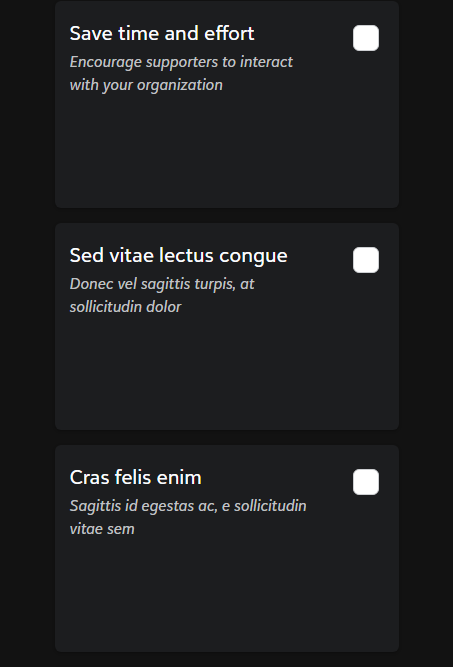 Save time and effort
Encourage supporters to interact
with your organization
Sed vitae lectus congue
Donec vel sagittis turpis, at
sollicitudin dolor
Cras felis enim
Sagittis id egestas ac, e sollicitudin
vitae sem